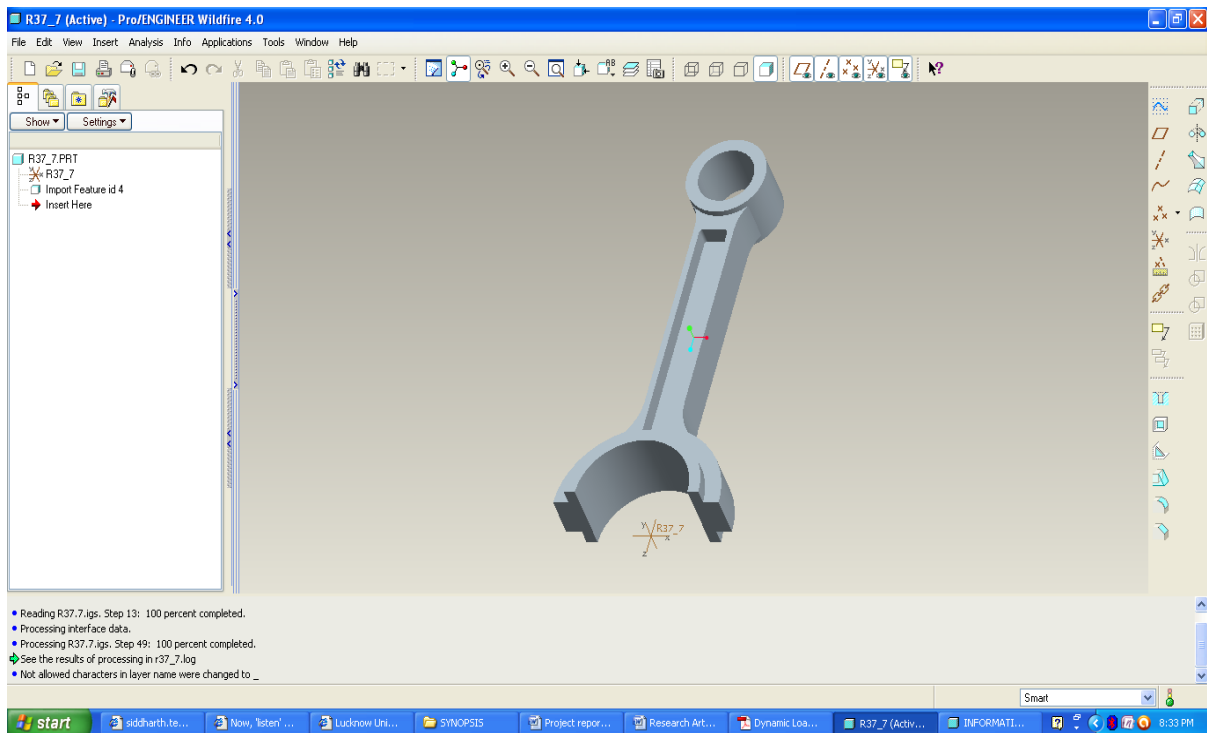 R37_7 (Active) - Pro/ENGINEER Wildfire 4.0
File Edit View Insert Analysis Info Applications Tools Window Help
Show Settings
R37_7.PRT
R37_7
Import Feature id 4
Insert Here
Y R37_7
x
z
Reading R37.7.igs. Step 13: 100 percent completed.
Processing interface data.
Processing R37.7.igs. Step 49: 100 percent completed.
See the results of processing in r37_7.log
Not allowed characters in layer name were changed to _
Smart
start siddharth.te... Now, 'listen' ... Lucknow Uni... SYNOPSIS Project repor... Research Art... Dynamic Loa... R37_7 (Activ... INFORMATI... 8:33 PM